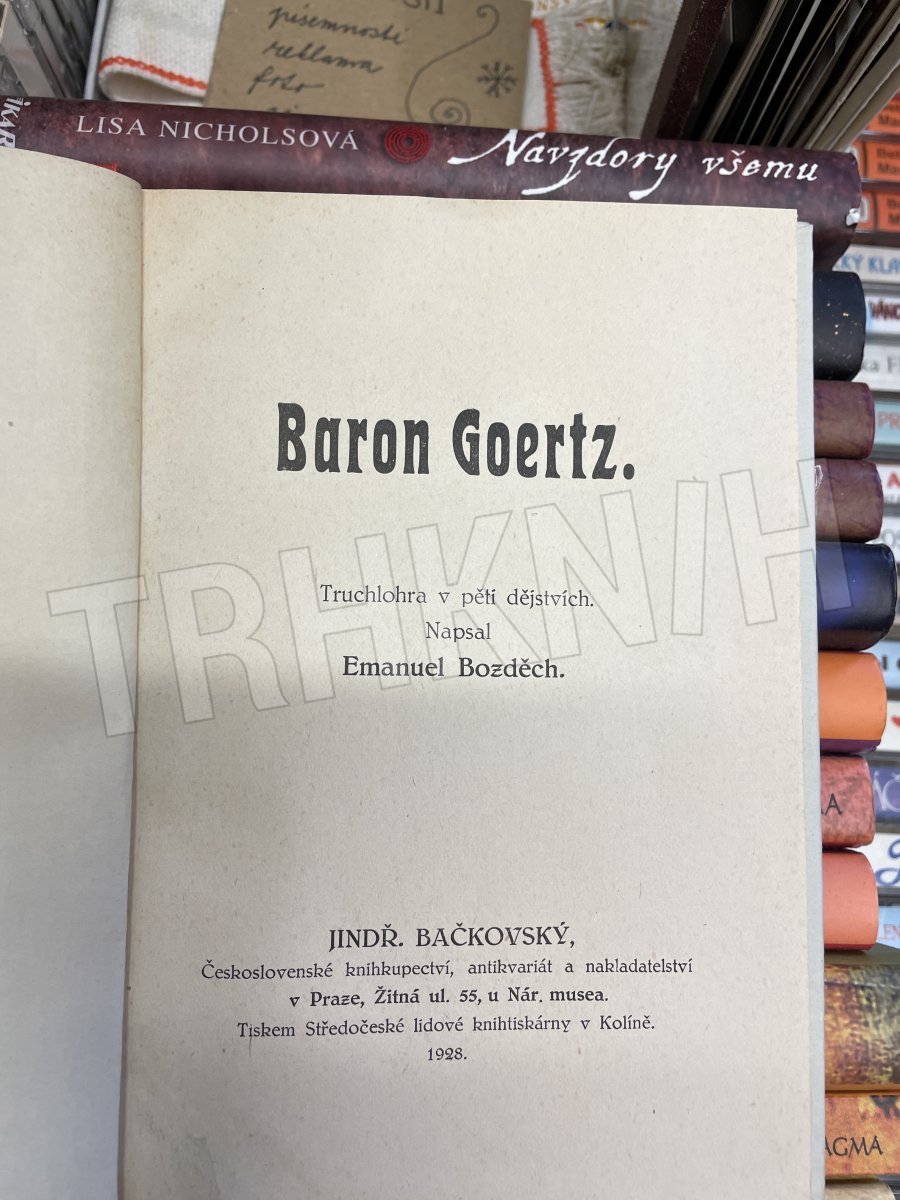 písemnosti
reklama
foto
IKAR
LISA NICHOLSOVÁ Navzdory všemu
Baron Goertz.
Truchlohra v pěti dějstvích.
Napsal
Emanuel Bozděch.
TRHKNIH
JINDŘ. BAČKOVSKÝ,
Československé knihkupectví, antikvariát a nakladatelství
v Praze, Žitná ul. 55, u Nár. musea.
Tiskem Středočeské lidové knihtiskárny v Kolíně.
1928.
AGMA